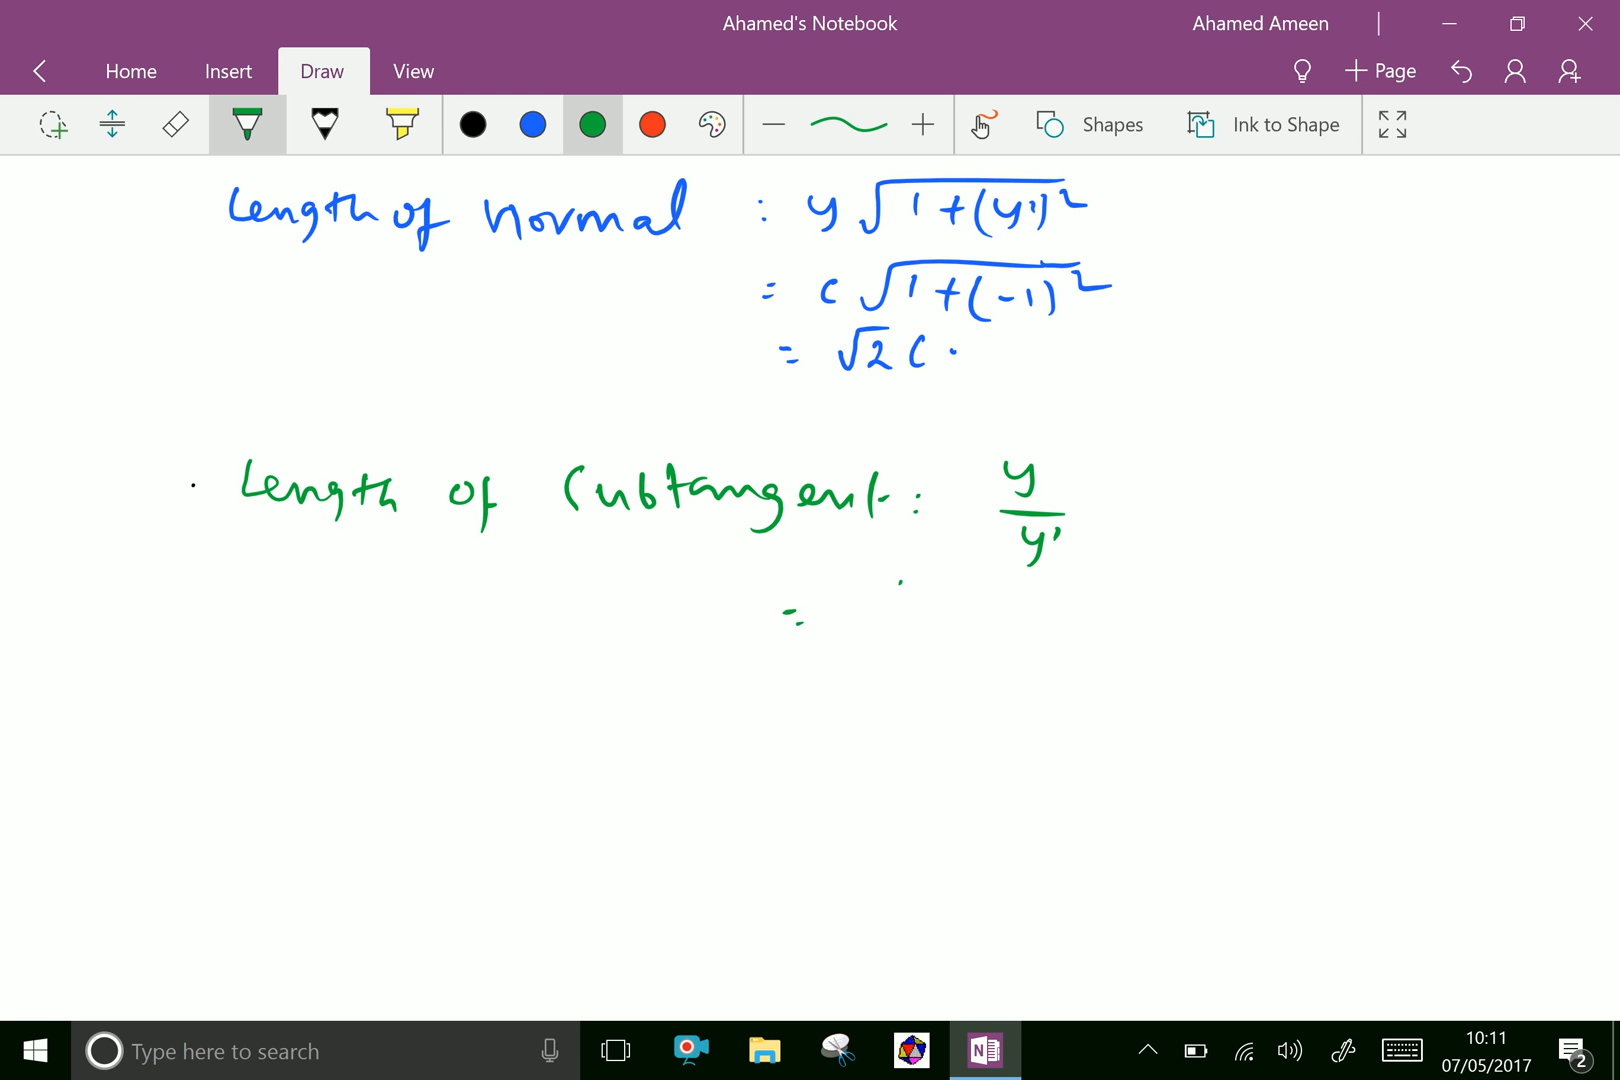 Ahamed's Notebook
Ahamed Ameen
Home Insert Draw View
Page
Shapes Ink to Shape
Length of normal : y√1+(y')²
= c√1+(-1)²
= √2 c.
Length of Subtangent: y/y'
=
Type here to search
10:11
07/05/2017
2